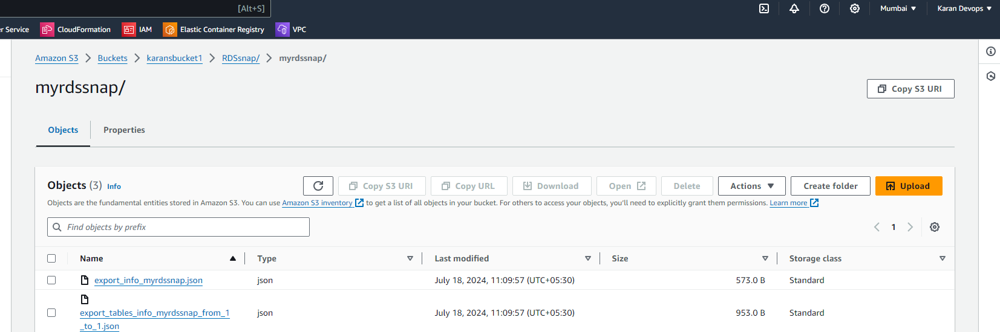 [Alt+S]
Mumbai
Karan Devops
er Service
CloudFormation
IAM
Elastic Container Registry
VPC
Amazon S3 > Buckets > karansbucket1 > RDSsnap/ > myrdssnap/
myrdssnap/
Copy S3 URI
Objects
Properties
Objects (3) Info
Copy S3 URI
Copy URL
Download
Open
Delete
Actions
Create folder
Upload
Objects are the fundamental entities stored in Amazon S3. You can use Amazon S3 inventory to get a list of all objects in your bucket. For others to access your objects, you'll need to explicitly grant them permissions. Learn more
Find objects by prefix
1
Name Type Last modified Size Storage class
export_info_myrdssnap.json json July 18, 2024, 11:09:57 (UTC+05:30) 573.0 B Standard
export_tables_info_myrdssnap_from_1 json July 18, 2024, 11:09:57 (UTC+05:30) 953.0 B Standard
_to_1.json